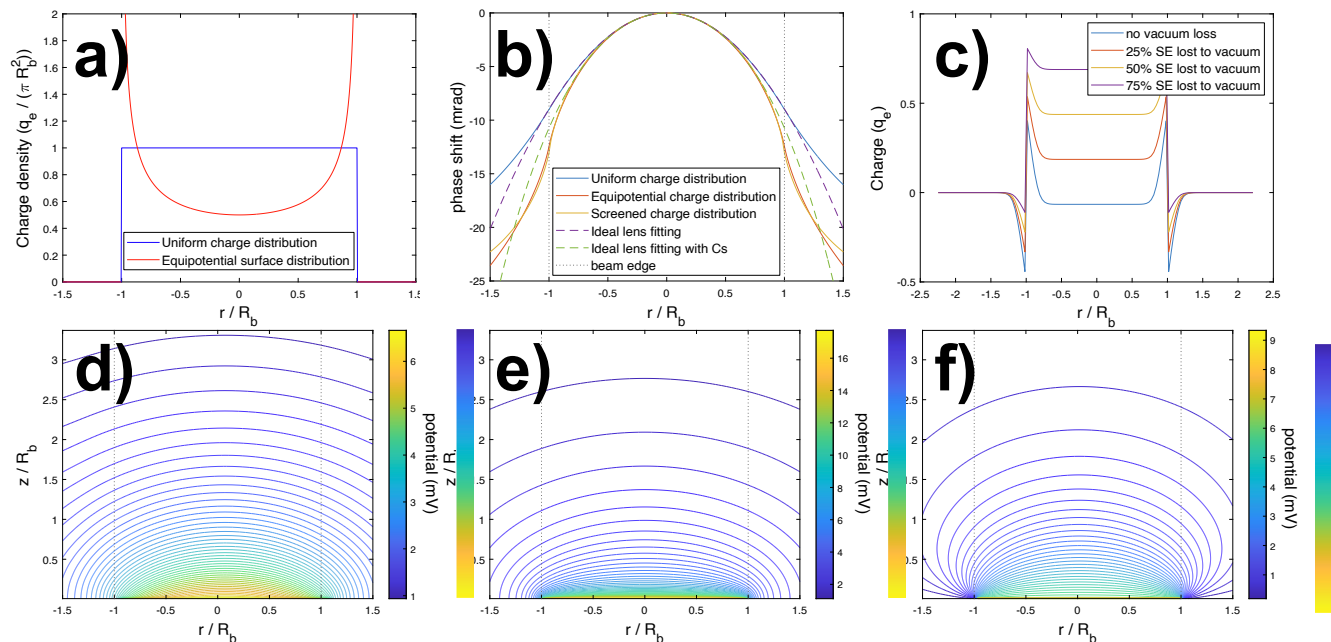 a)
Charge density (q_e / (π R_b^2))
2
1.8
1.6
1.4
1.2
1
0.8
0.6
0.4
0.2
0
Uniform charge distribution
Equipotential surface distribution
-1.5 -1 -0.5 0 0.5 1 1.5
r / R_b
b)
phase shift (mrad)
0
-5
-10
-15
-20
-25
Uniform charge distribution
Equipotential charge distribution
Screened charge distribution
Ideal lens fitting
Ideal lens fitting with Cs
beam edge
-1.5 -1 -0.5 0 0.5 1 1.5
r / R_b
c)
Charge (q_e)
1
0.5
0
-0.5
no vacuum loss
25% SE lost to vacuum
50% SE lost to vacuum
75% SE lost to vacuum
-2.5 -2 -1.5 -1 -0.5 0 0.5 1 1.5 2 2.5
r / R_b
d)
z / R_b
3
2.5
2
1.5
1
0.5
-1.5 -1 -0.5 0 0.5 1 1.5
r / R_b
6
5
4
3
2
1
potential (mV)
e)
z / R
3
2.5
2
1.5
1
0.5
-1.5 -1 -0.5 0 0.5 1 1.5
r / R_b
16
14
12
10
8
6
4
2
potential (mV)
f)
z / R
3
2.5
2
1.5
1
0.5
-1.5 -1 -0.5 0 0.5 1 1.5
r / R_b
9
8
7
6
5
4
3
2
1
potential (mV)